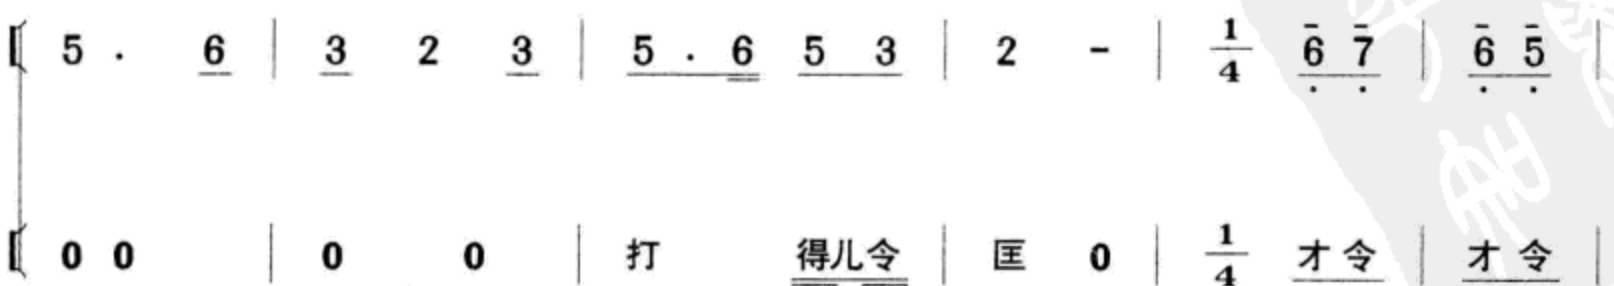 5 · 6 | 3 2 3 | 5 · 6 5 3 | 2 - | 1/4 6 7 | 6 5 |
0 0 | 0 0 | 打 得儿令 | 匡 0 | 1/4 才令 | 才令 |